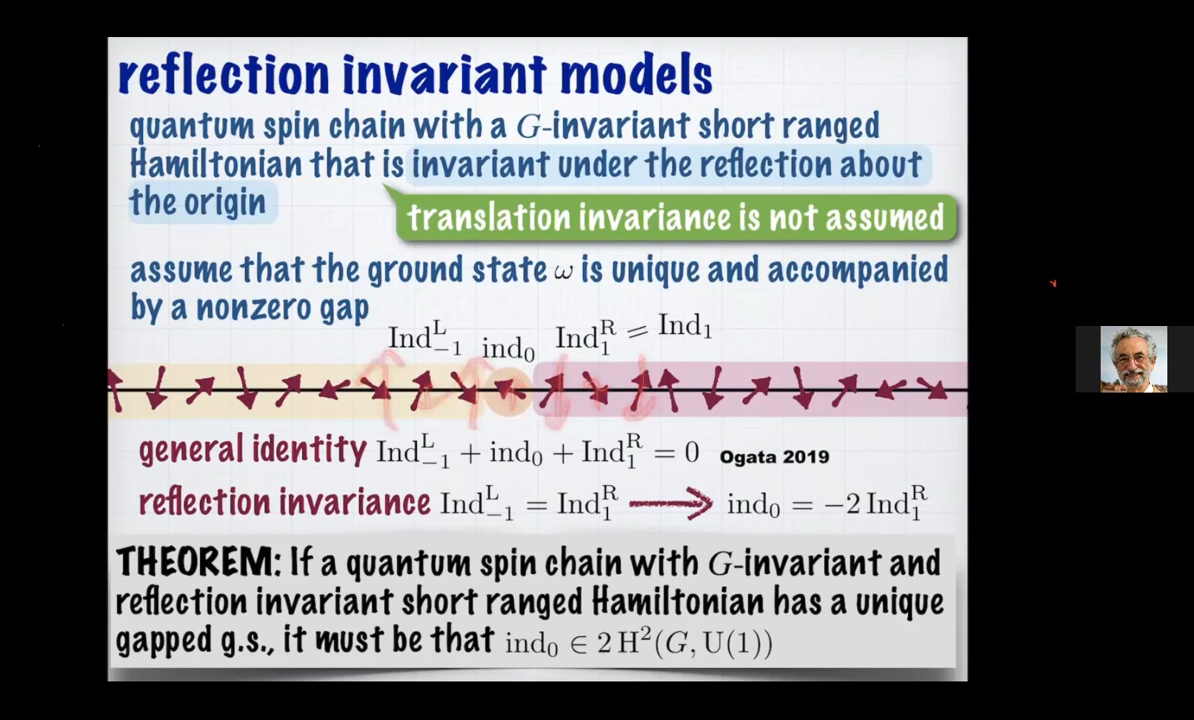 reflection invariant models
quantum spin chain with a G-invariant short ranged
Hamiltonian that is invariant under the reflection about
the origin
translation invariance is not assumed
assume that the ground state ω is unique and accompanied
by a nonzero gap
Ind^L_{-1} ind_0 Ind^R_1 = Ind_1
general identity Ind^L_{-1} + ind_0 + Ind^R_1 = 0 Ogata 2019
reflection invariance Ind^L_{-1} = Ind^R_1 → ind_0 = −2 Ind^R_1
THEOREM: If a quantum spin chain with G-invariant and
reflection invariant short ranged Hamiltonian has a unique
gapped g.s., it must be that ind_0 ∈ 2 H^2(G, U(1))